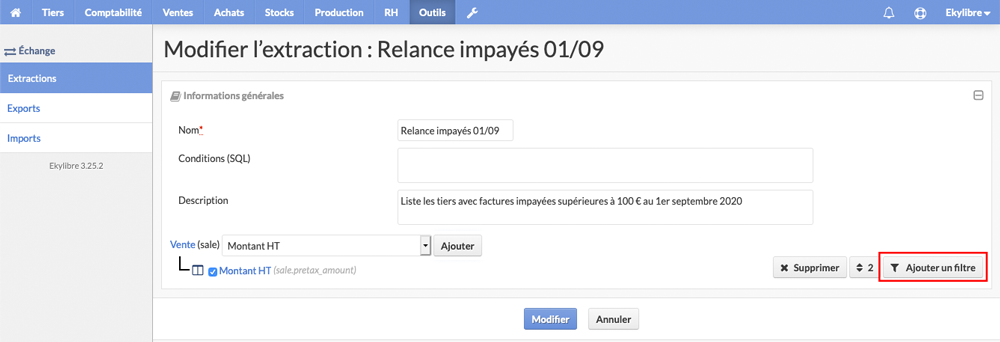 Tiers Comptabilité Ventes Achats Stocks Production RH Outils Ekylibre
Échange
Extractions
Exports
Imports
Ekylibre 3.25.2
Modifier l’extraction : Relance impayés 01/09
Informations générales
Nom* Relance impayés 01/09
Conditions (SQL)
Description Liste les tiers avec factures impayées supérieures à 100 € au 1er septembre 2020
Vente (sale) Montant HT Ajouter
Montant HT (sale.pretax_amount) Supprimer 2 Ajouter un filtre
Modifier Annuler